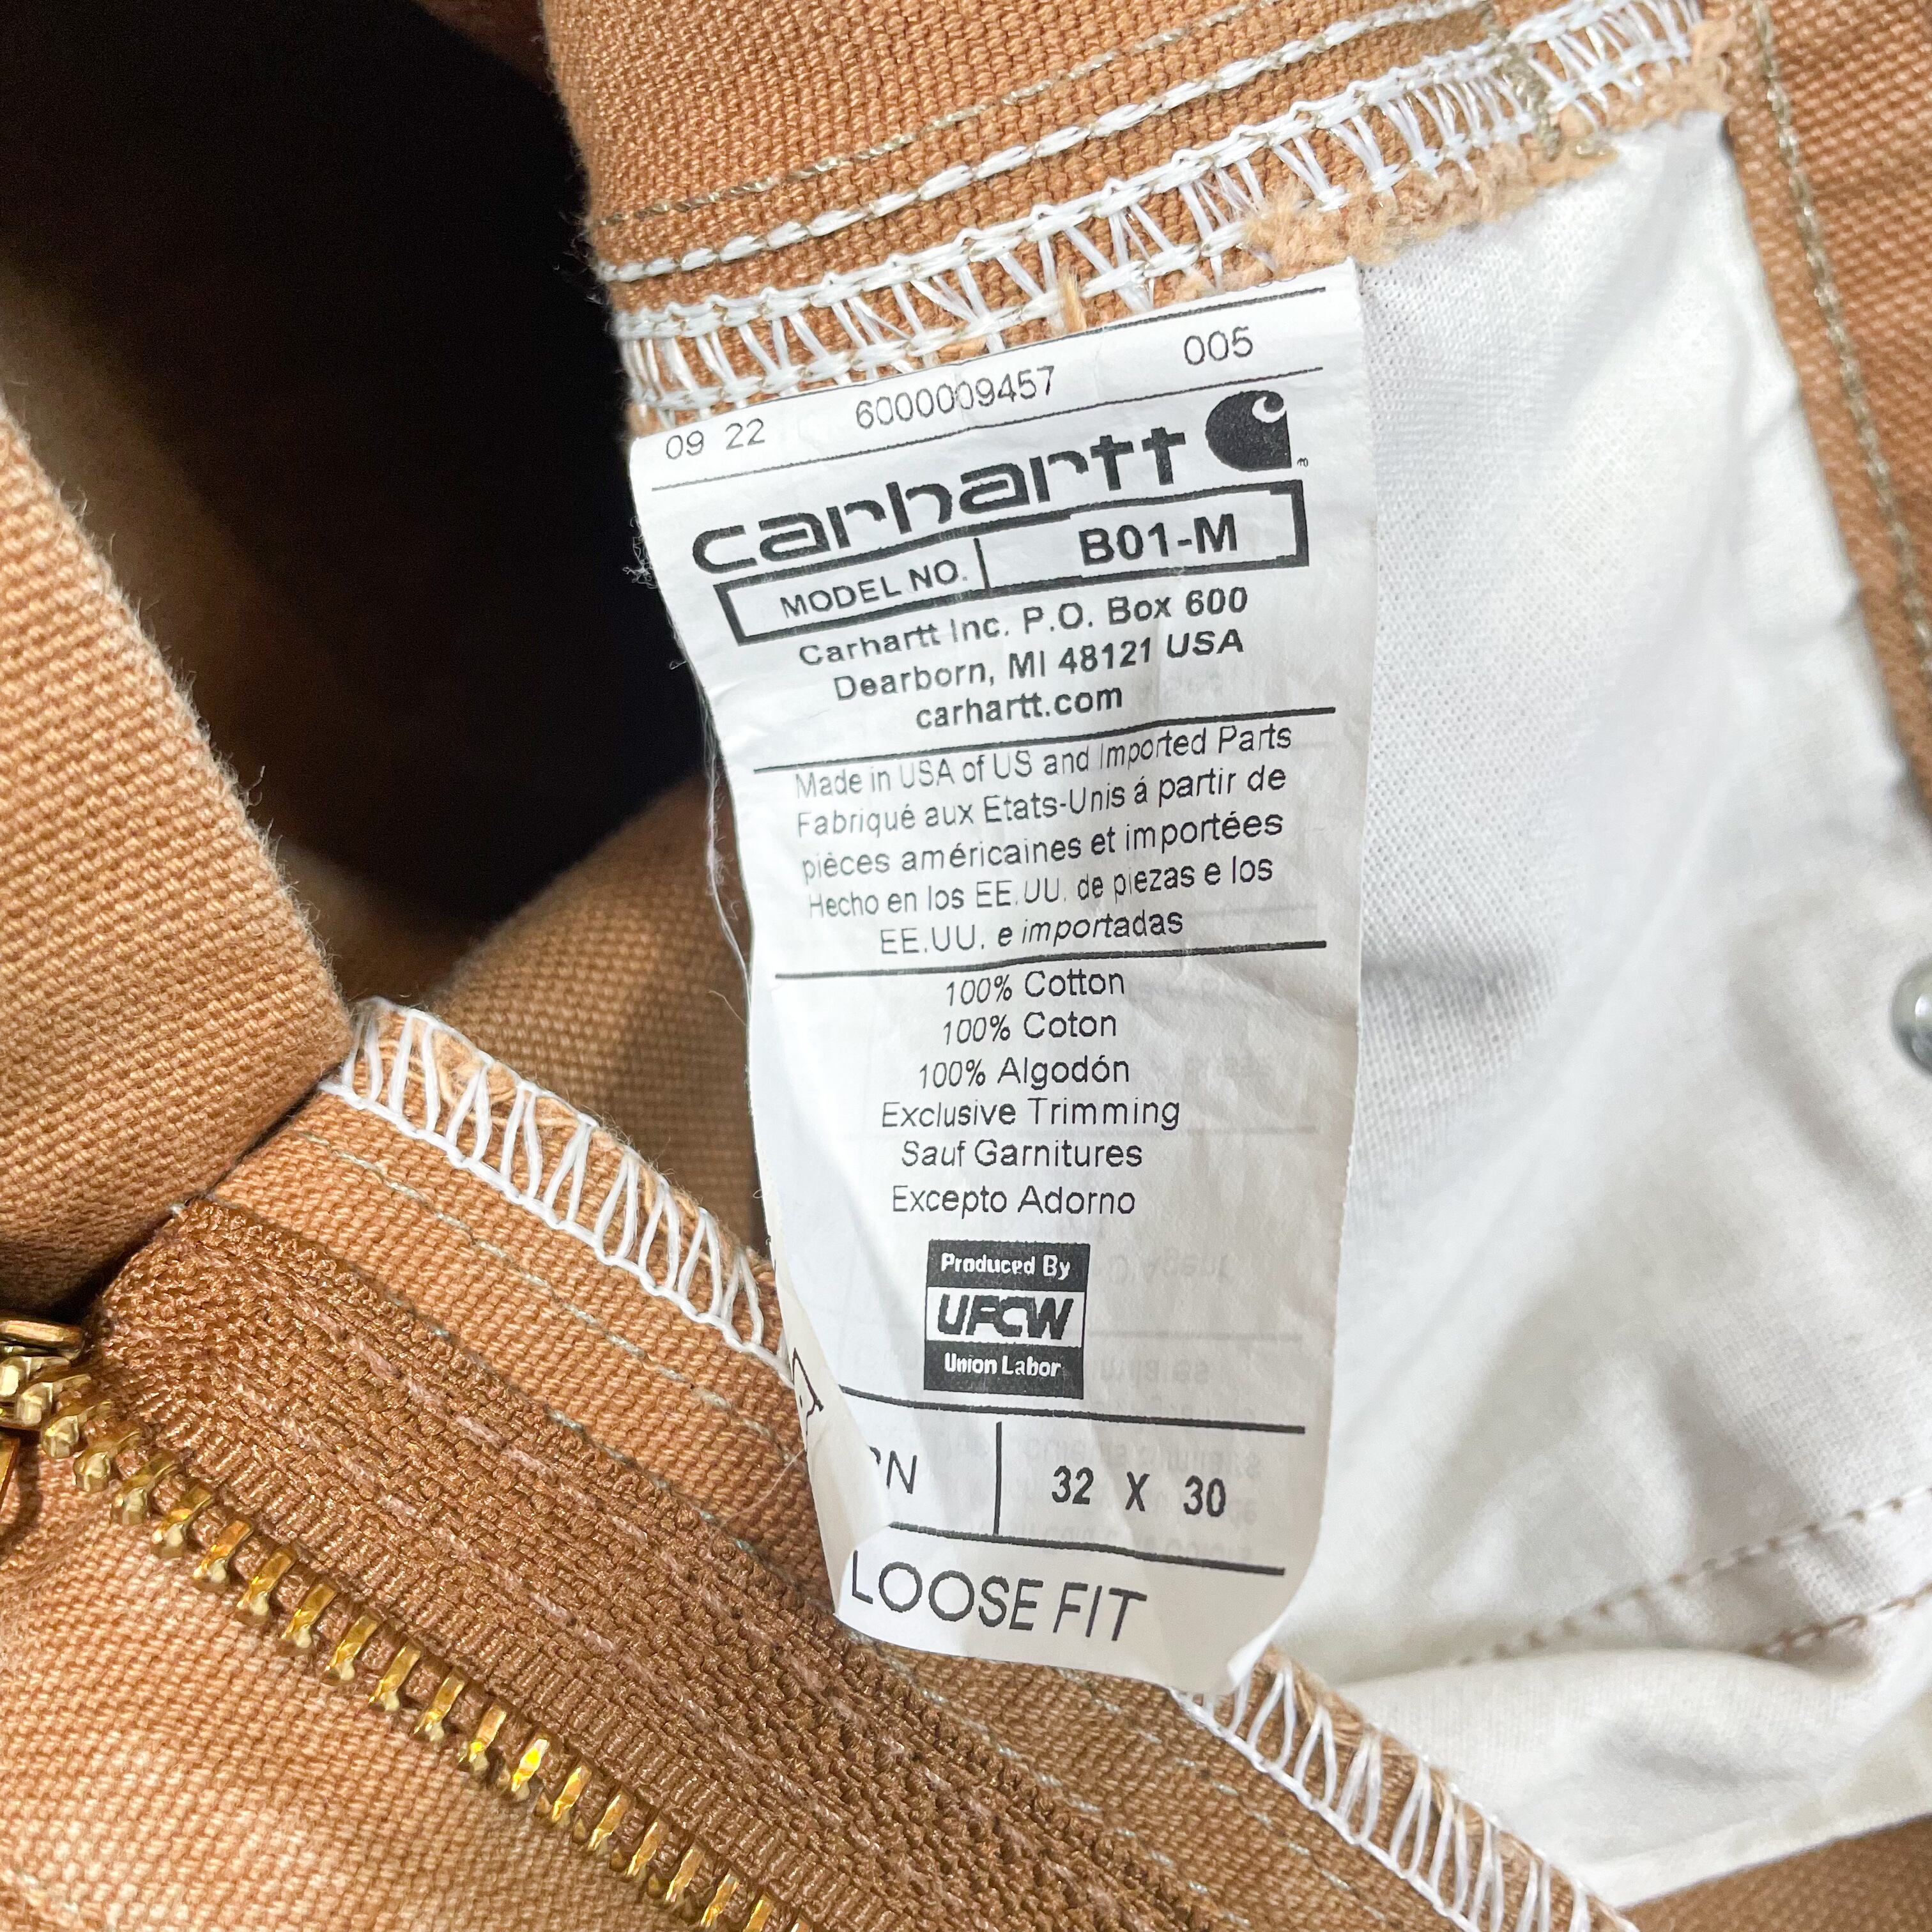 09 22 6000009457 005
carhartt
MODEL NO. B01-M
Carhartt Inc. P.O. Box 600
Dearborn, MI 48121 USA
carhartt.com
Made in USA of US and Imported Parts
Fabriqué aux Etats-Unis á partir de
pièces américaines et importées
Hecho en los EE.UU. de piezas e los
EE.UU. e importadas
100% Cotton
100% Coton
100% Algodón
Exclusive Trimming
Sauf Garnitures
Excepto Adorno
Produced By
UFCW
Union Labor
32 X 30
LOOSE FIT